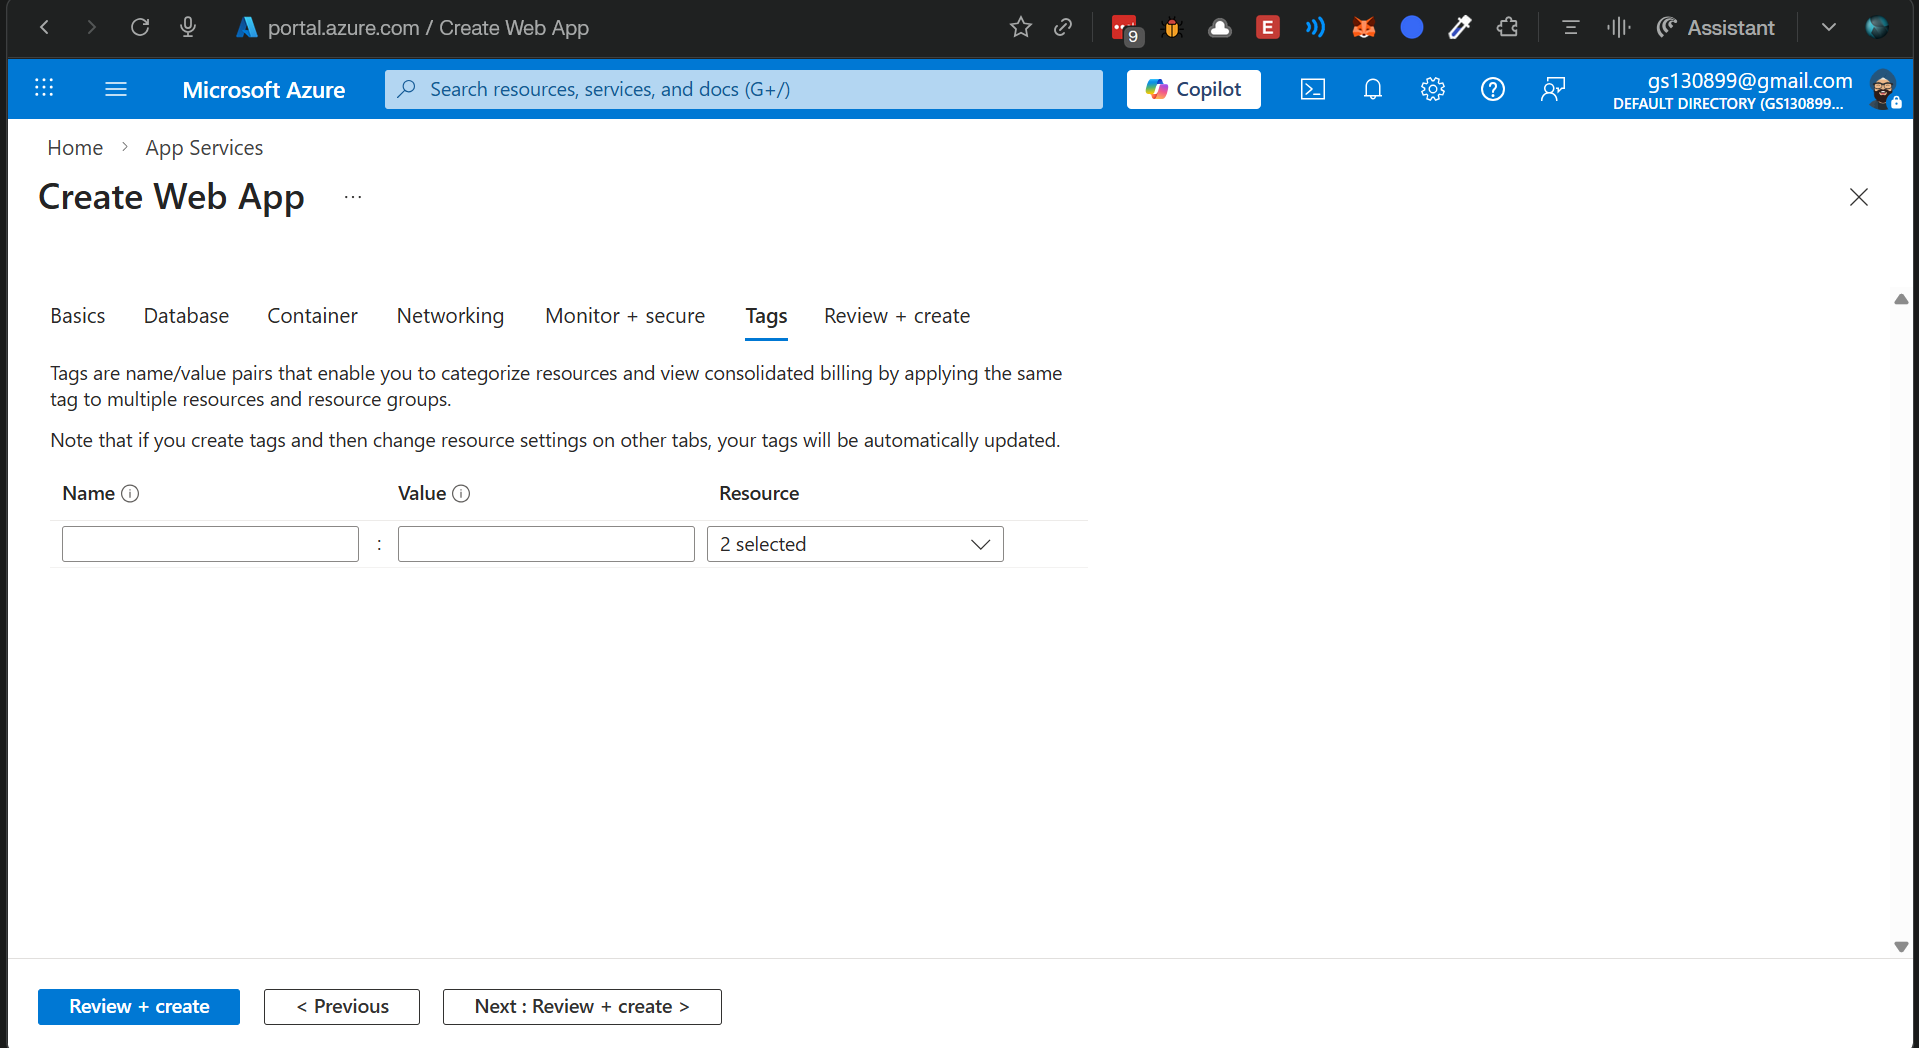 portal.azure.com / Create Web App
9
E
Assistant
Microsoft Azure
Search resources, services, and docs (G+/)
Copilot
gs130899@gmail.com
DEFAULT DIRECTORY (GS130899...
Home > App Services
Create Web App ...
Basics Database Container Networking Monitor + secure Tags Review + create
Tags are name/value pairs that enable you to categorize resources and view consolidated billing by applying the same
tag to multiple resources and resource groups.
Note that if you create tags and then change resource settings on other tabs, your tags will be automatically updated.
Name Value Resource
: 2 selected
Review + create < Previous Next : Review + create >